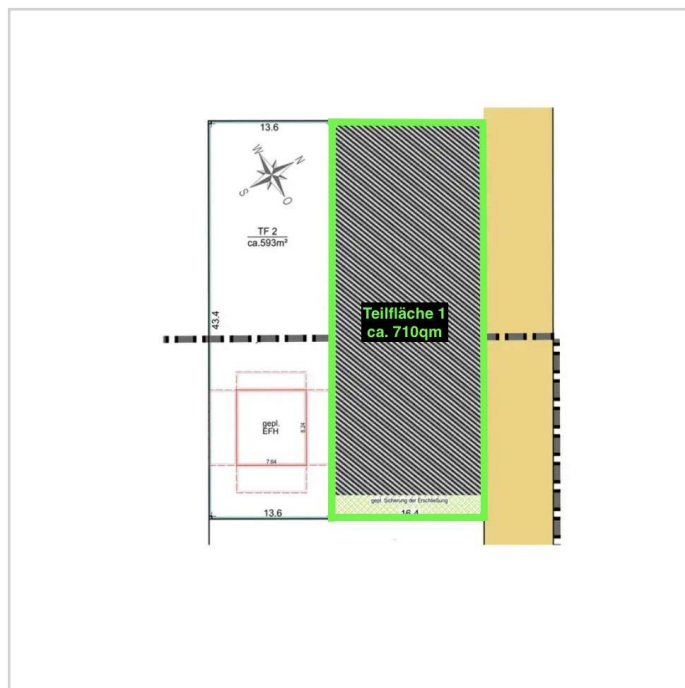 13.6
W
N
S
O
TF 2
ca.593m²
43.4
Teilfläche 1
ca. 710qm
gepl.
EFH
8.24
7.64
gepl. Sicherung der Erschließung
13.6
16.4